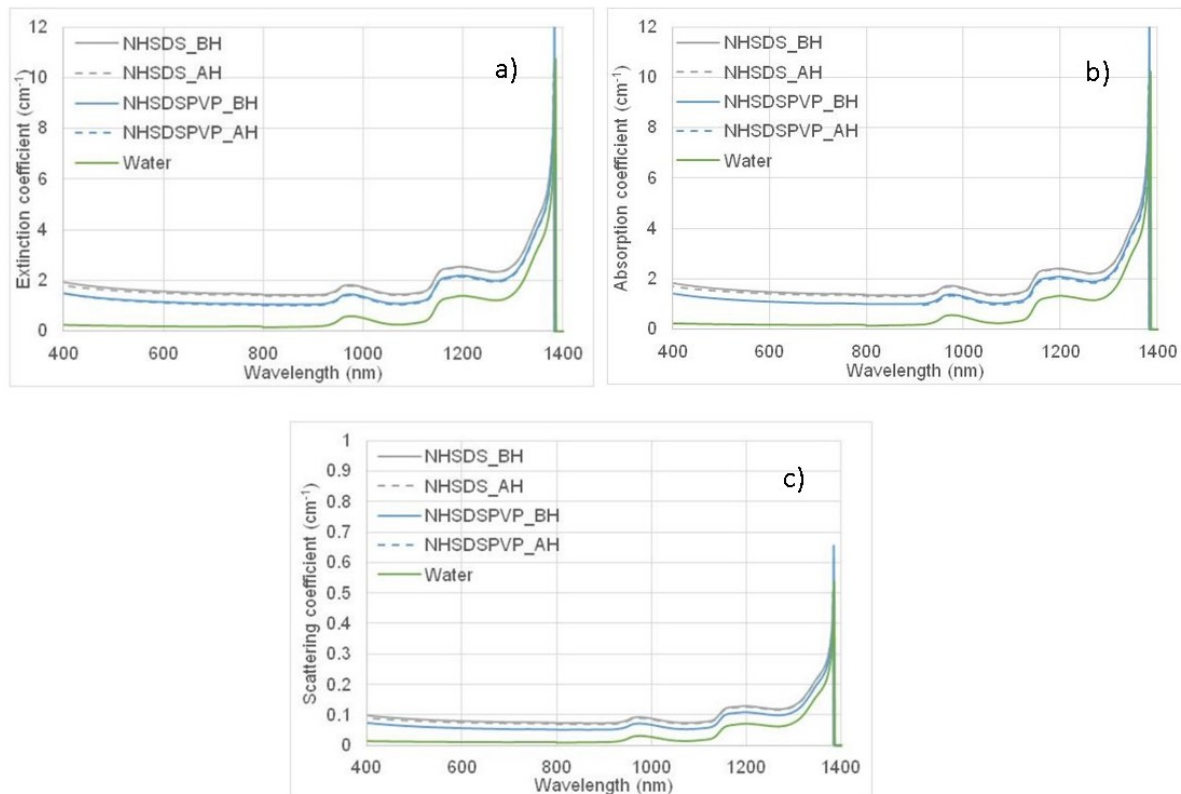 a)
Extinction coefficient (cm⁻¹)
12
10
8
6
4
2
0
NHSDS_BH
NHSDS_AH
NHSDSPVP_BH
NHSDSPVP_AH
Water
400 600 800 1000 1200 1400
Wavelength (nm)
b)
Absorption coefficient (cm⁻¹)
12
10
8
6
4
2
0
NHSDS_BH
NHSDS_AH
NHSDSPVP_BH
NHSDSPVP_AH
Water
400 600 800 1000 1200 1400
Wavelength (nm)
c)
Scattering coefficient (cm⁻¹)
1
0.9
0.8
0.7
0.6
0.5
0.4
0.3
0.2
0.1
0
NHSDS_BH
NHSDS_AH
NHSDSPVP_BH
NHSDSPVP_AH
Water
400 600 800 1000 1200 1400
Wavelength (nm)